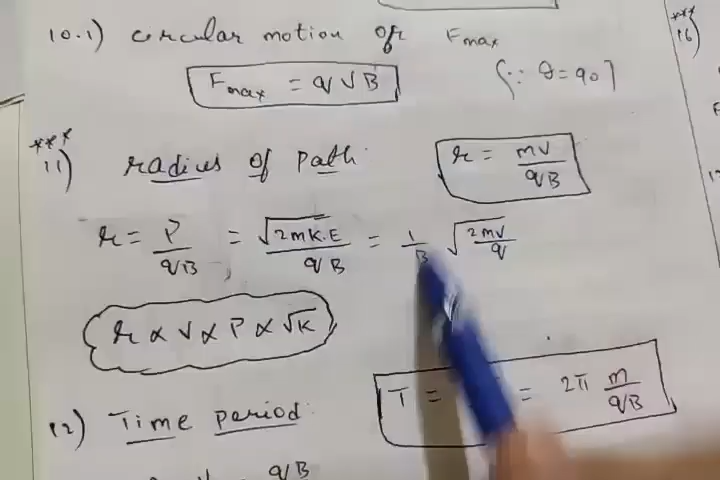 10.1) circular motion of Fmax
Fmax = qVB (∵ θ=90)
***
11) radius of path: r = mV/qB
r = P/qB, = √2mK.E/qB = 1/B √2mV/q
r ∝ V ∝ P ∝ √K
12) Time period: T = = 2π m/qB
qB
***
16)